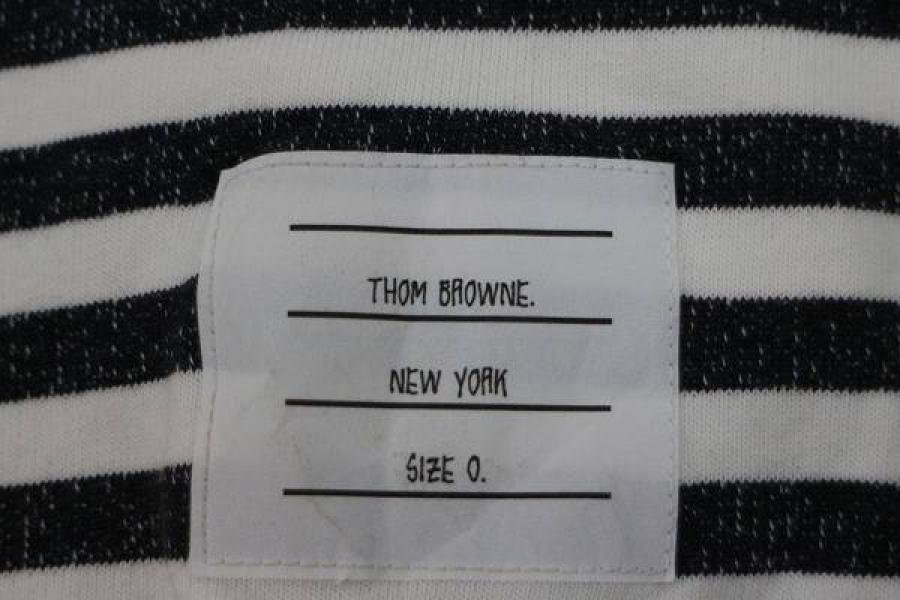 THOM BROWNE.
NEW YORK
SIZE 0.